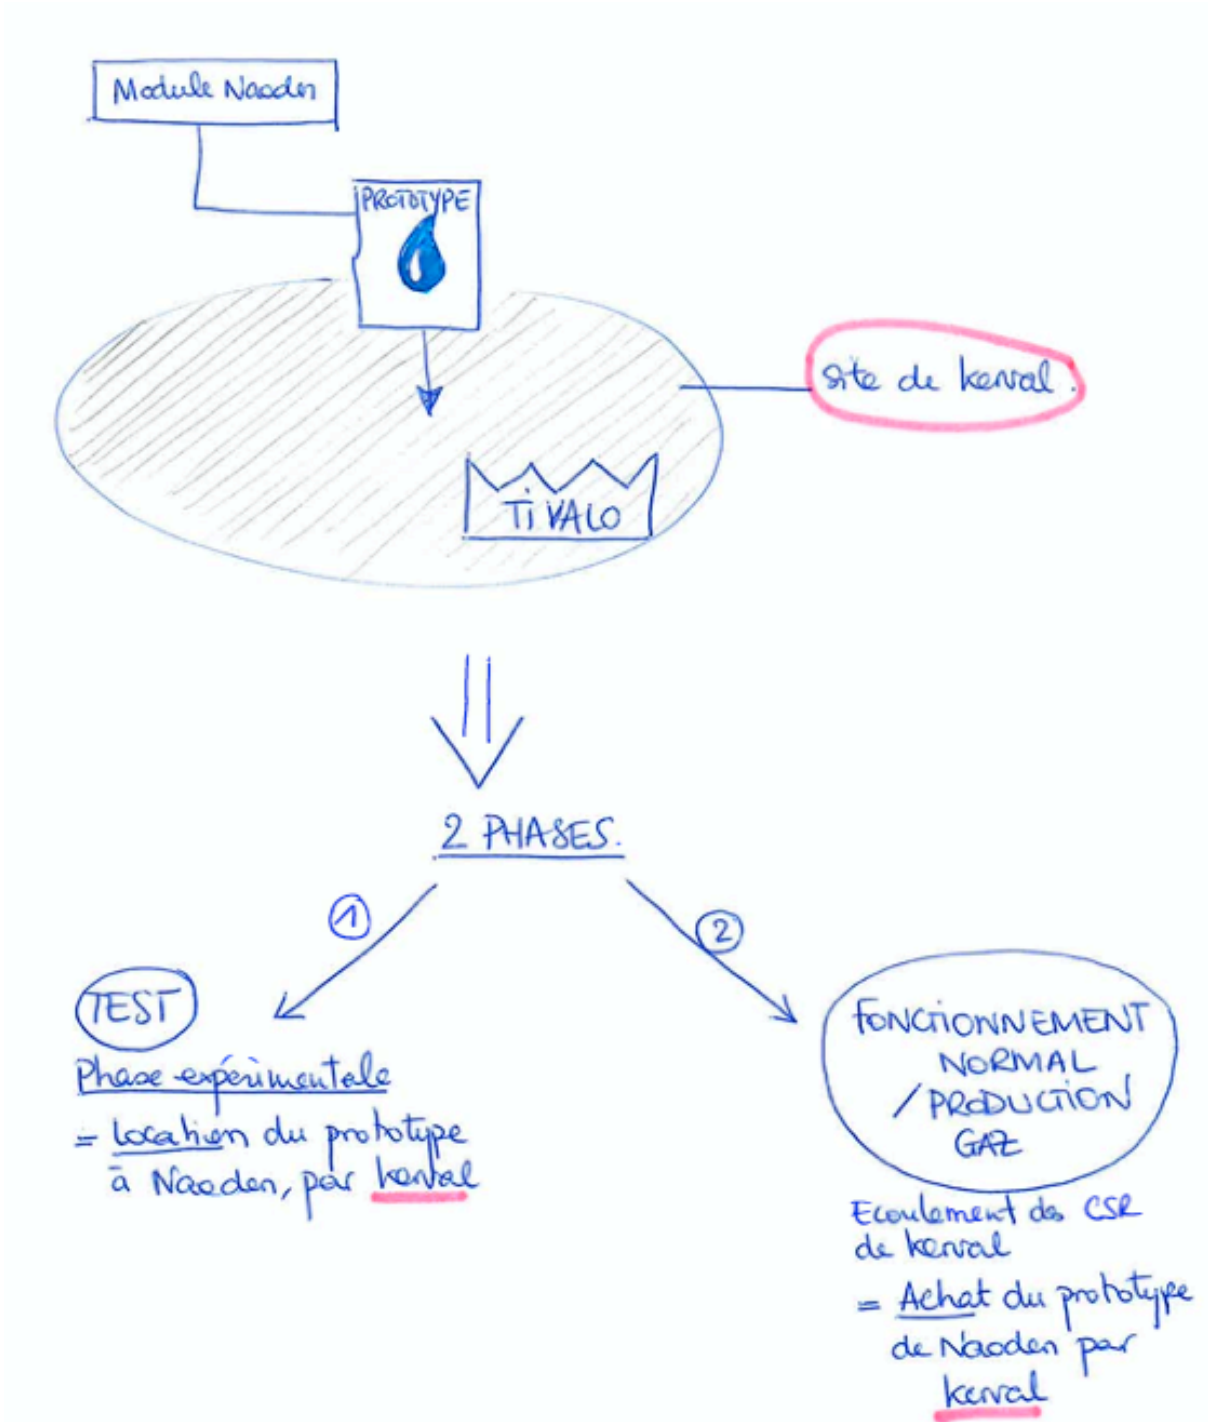 Module Naoden
PROTOTYPE
site de kerval.
Ti VALO
2 PHASES.
1
2
TEST
Phase expérimentale
= Location du prototype
à Naoden, par kerval
FONCTIONNEMENT
NORMAL
/ PRODUCTION
GAZ
Ecoulement des CSR
de kerval
= Achat du prototype
de Naoden par
kerval